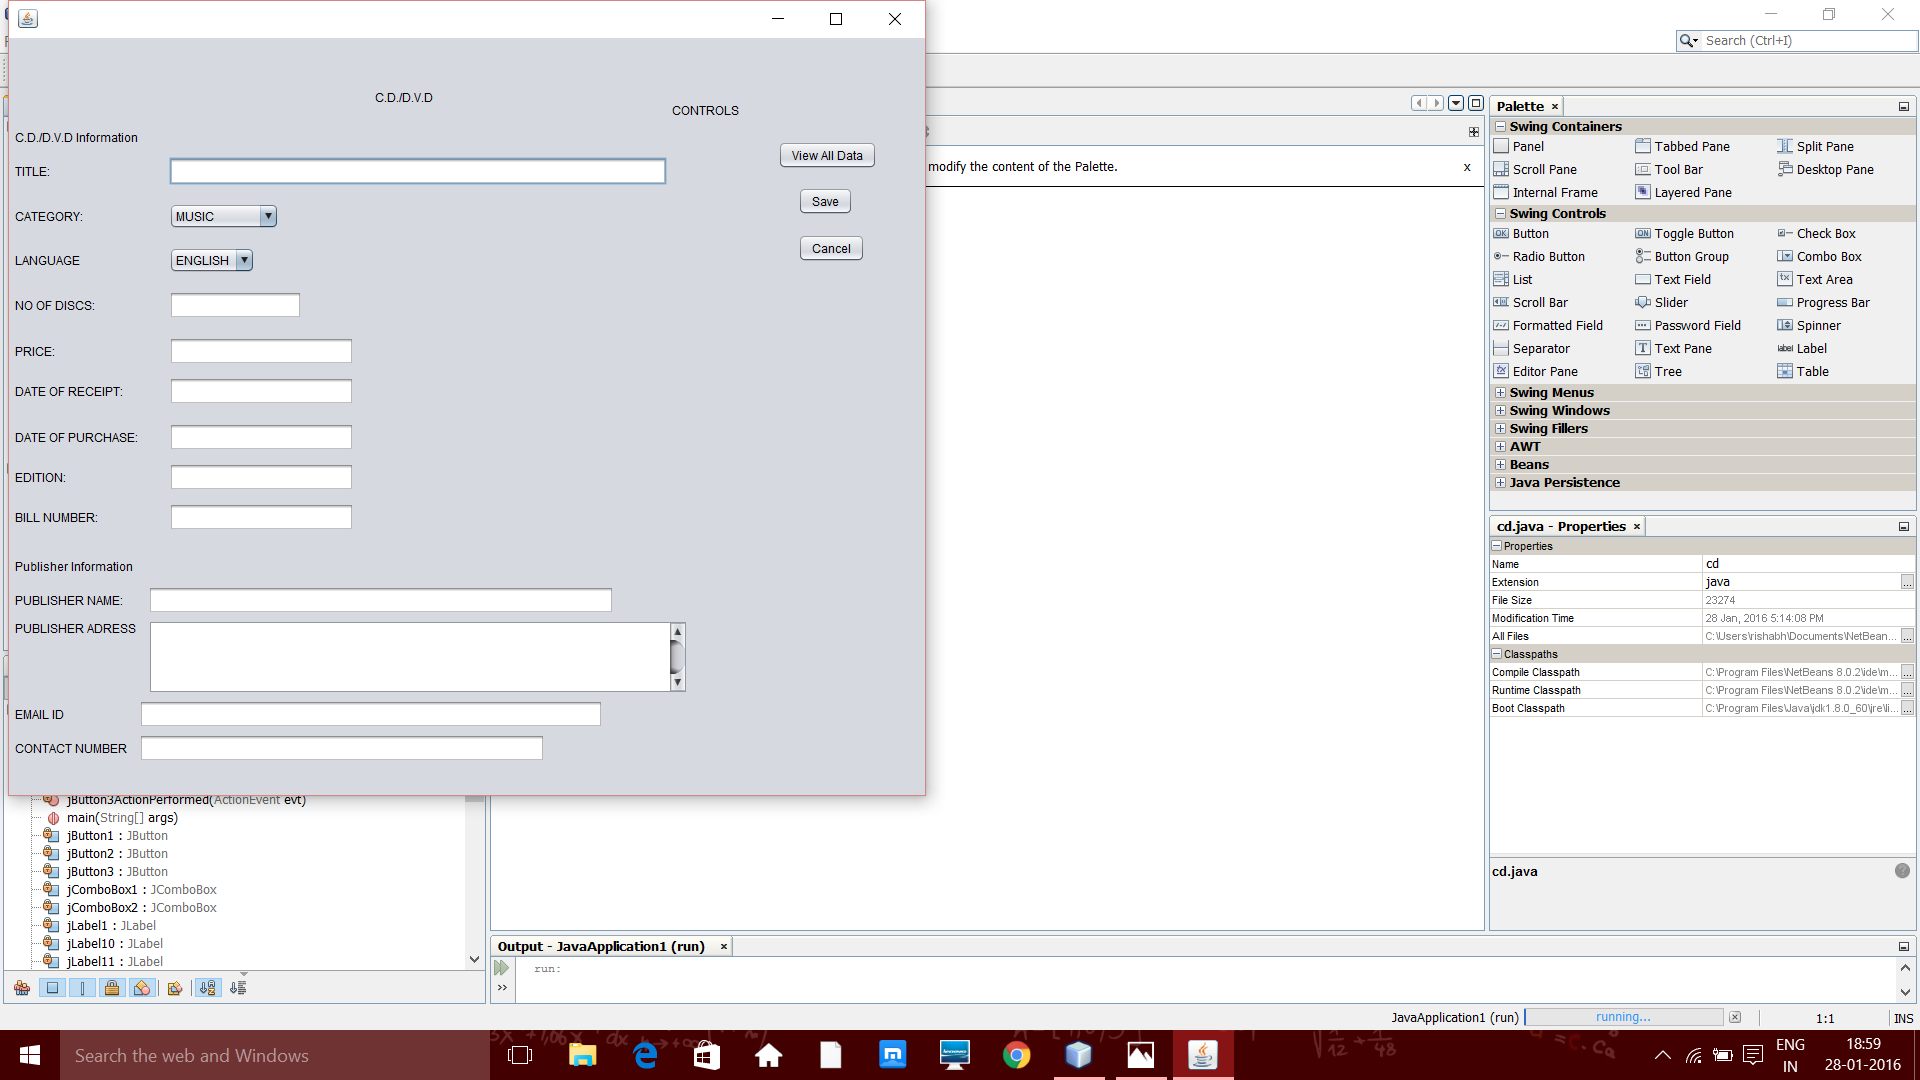 Search (Ctrl+I)
C.D./D.V.D
CONTROLS
C.D./D.V.D Information
TITLE:
View All Data
CATEGORY:
MUSIC
Save
LANGUAGE
ENGLISH
Cancel
NO OF DISCS:
PRICE:
DATE OF RECEIPT:
DATE OF PURCHASE:
EDITION:
BILL NUMBER:
Publisher Information
PUBLISHER NAME:
PUBLISHER ADRESS
EMAIL ID
CONTACT NUMBER
modify the content of the Palette.
x
Palette ×
Swing Containers
Panel Tabbed Pane Split Pane
Scroll Pane Tool Bar Desktop Pane
Internal Frame Layered Pane
Swing Controls
Button Toggle Button Check Box
Radio Button Button Group Combo Box
List Text Field Text Area
Scroll Bar Slider Progress Bar
Formatted Field Password Field Spinner
Separator Text Pane Label
Editor Pane Tree Table
Swing Menus
Swing Windows
Swing Fillers
AWT
Beans
Java Persistence
cd.java - Properties ×
Properties
Name cd
Extension java
File Size 23274
Modification Time 28 Jan, 2016 5:14:08 PM
All Files C:\Users\rishabh\Documents\NetBean...
Classpaths
Compile Classpath C:\Program Files\NetBeans 8.0.2\ide\m...
Runtime Classpath C:\Program Files\NetBeans 8.0.2\ide\m...
Boot Classpath C:\Program Files\Java\jdk1.8.0_60\jre\li...
cd.java
jButton3ActionPerformed(ActionEvent evt)
main(String[] args)
jButton1 : JButton
jButton2 : JButton
jButton3 : JButton
jComboBox1 : JComboBox
jComboBox2 : JComboBox
jLabel1 : JLabel
jLabel10 : JLabel
jLabel11 : JLabel
Output - JavaApplication1 (run) ×
run:
JavaApplication1 (run)
running...
1:1
INS
Search the web and Windows
ENG
IN
18:59
28-01-2016